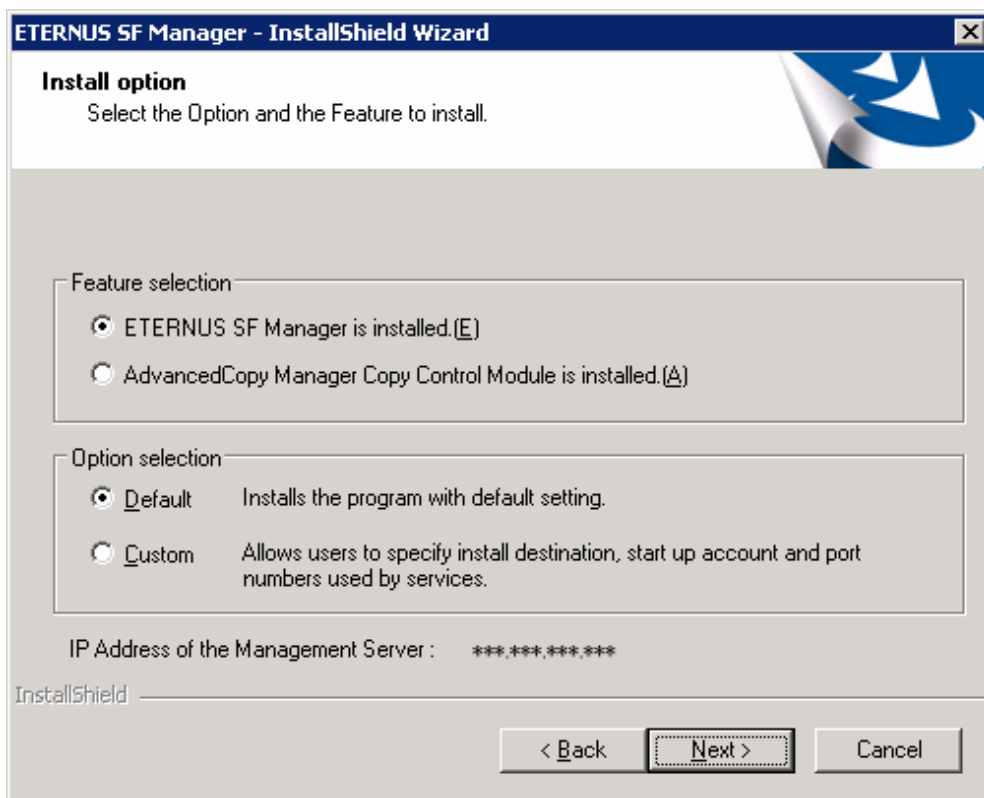 ETERNUS SF Manager - InstallShield Wizard
Install option
Select the Option and the Feature to install.
Feature selection
ETERNUS SF Manager is installed.(E)
AdvancedCopy Manager Copy Control Module is installed.(A)
Option selection
Default Installs the program with default setting.
Custom Allows users to specify install destination, start up account and port
numbers used by services.
IP Address of the Management Server : ***.***.***.***
InstallShield
< Back Next > Cancel